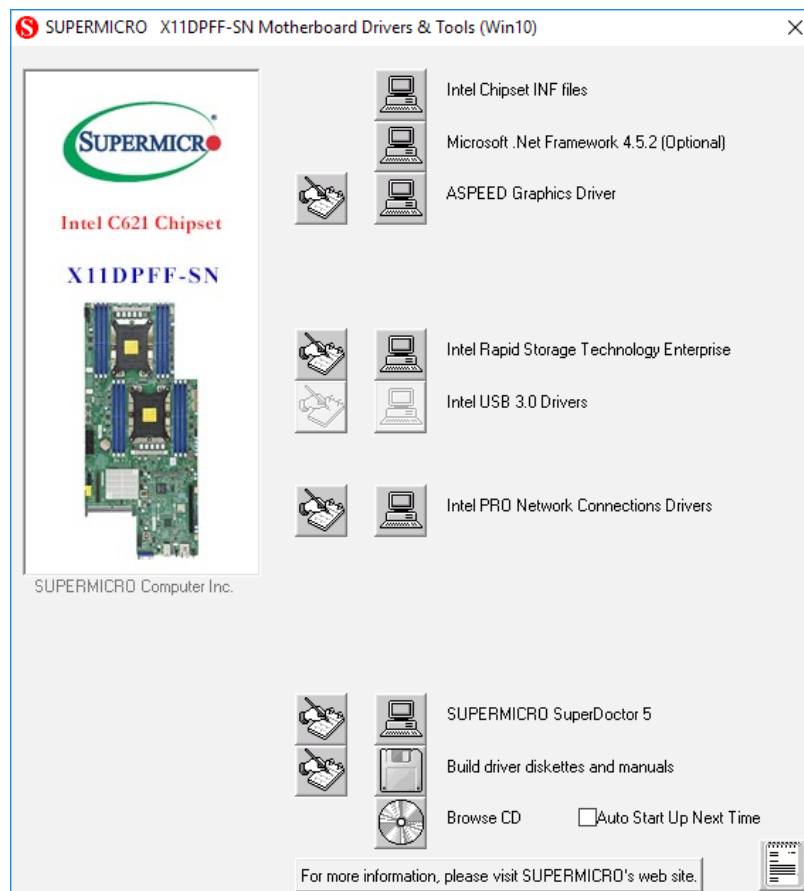 SUPERMICRO X11DPFF-SN Motherboard Drivers & Tools (Win10)
SUPERMICR
Intel C621 Chipset
X11DPFF-SN
SUPERMICRO Computer Inc.
Intel Chipset INF files
Microsoft .Net Framework 4.5.2 (Optional)
ASPEED Graphics Driver
Intel Rapid Storage Technology Enterprise
Intel USB 3.0 Drivers
Intel PRO Network Connections Drivers
SUPERMICRO SuperDoctor 5
Build driver diskettes and manuals
Browse CD
Auto Start Up Next Time
For more information, please visit SUPERMICRO's web site.